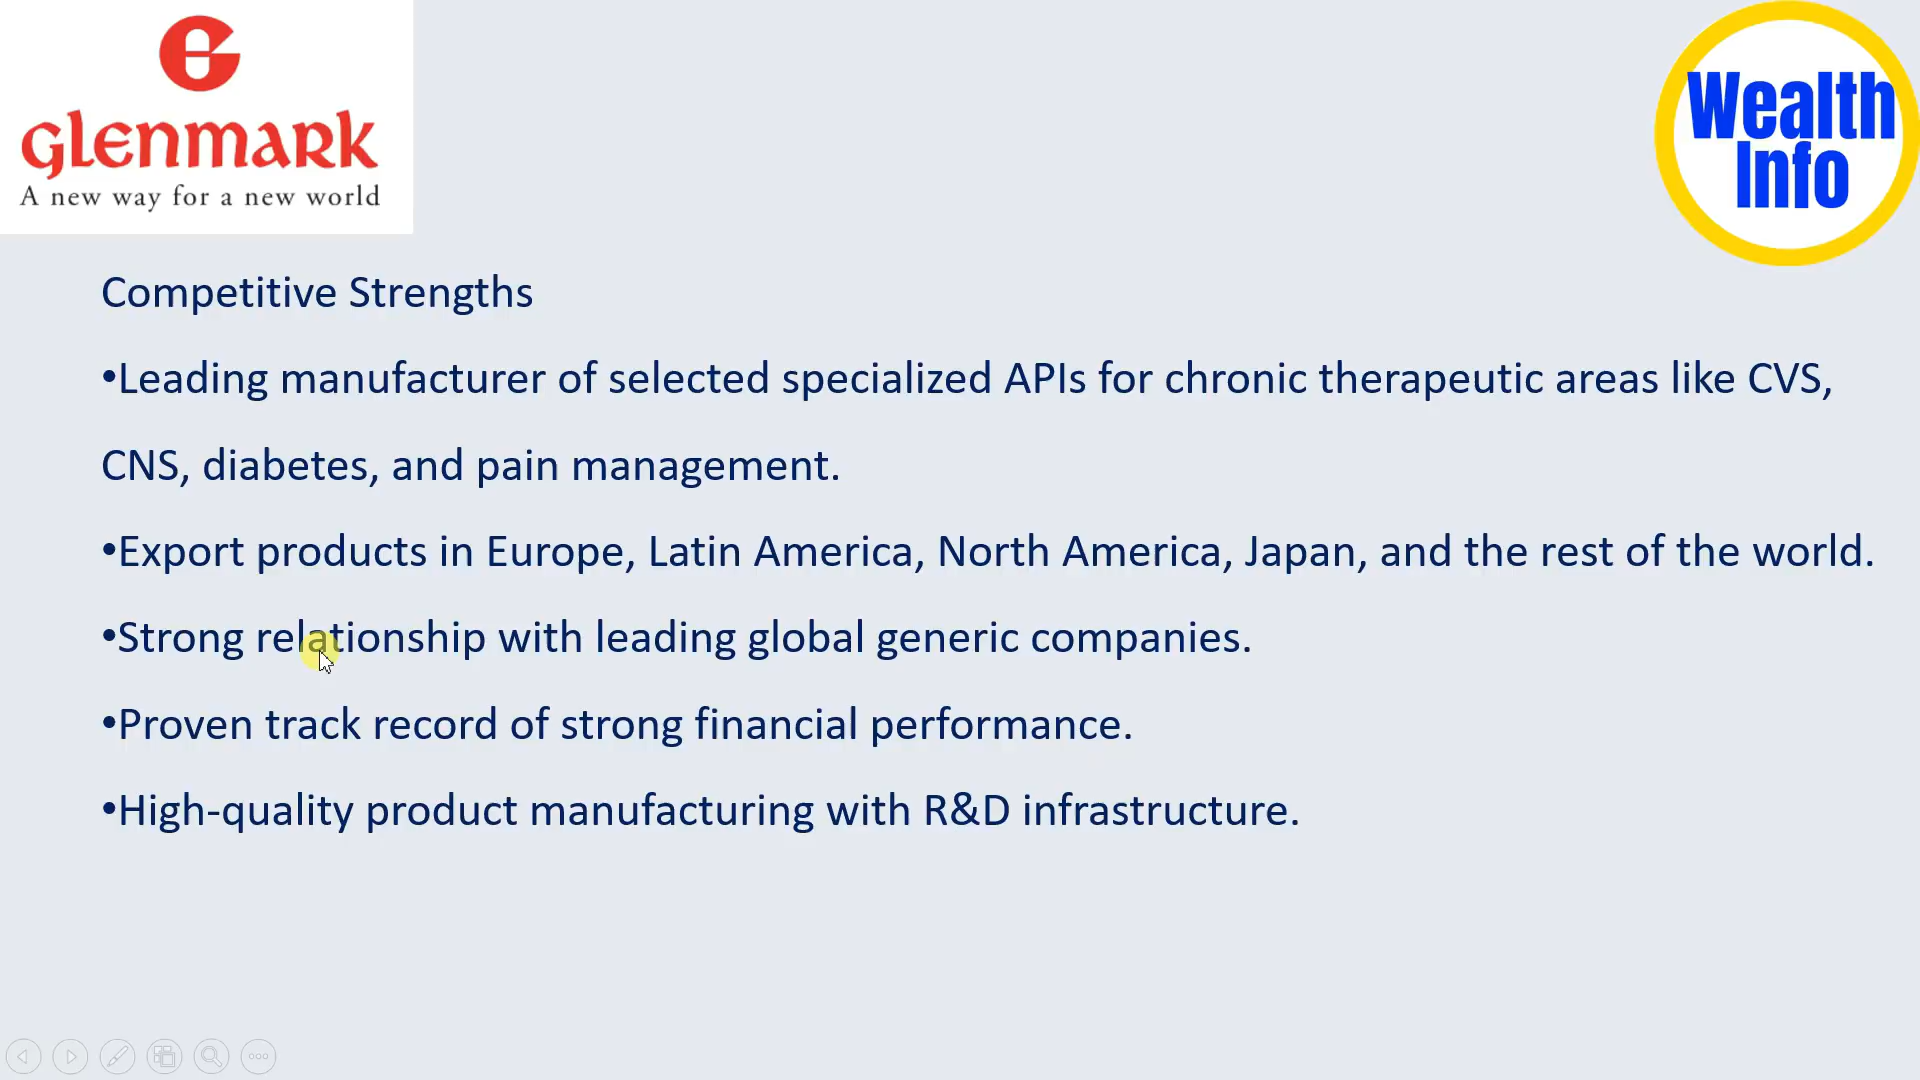 glenmark
A new way for a new world
Wealth
Info
Competitive Strengths
•Leading manufacturer of selected specialized APIs for chronic therapeutic areas like CVS,
CNS, diabetes, and pain management.
•Export products in Europe, Latin America, North America, Japan, and the rest of the world.
•Strong relationship with leading global generic companies.
•Proven track record of strong financial performance.
•High-quality product manufacturing with R&D infrastructure.